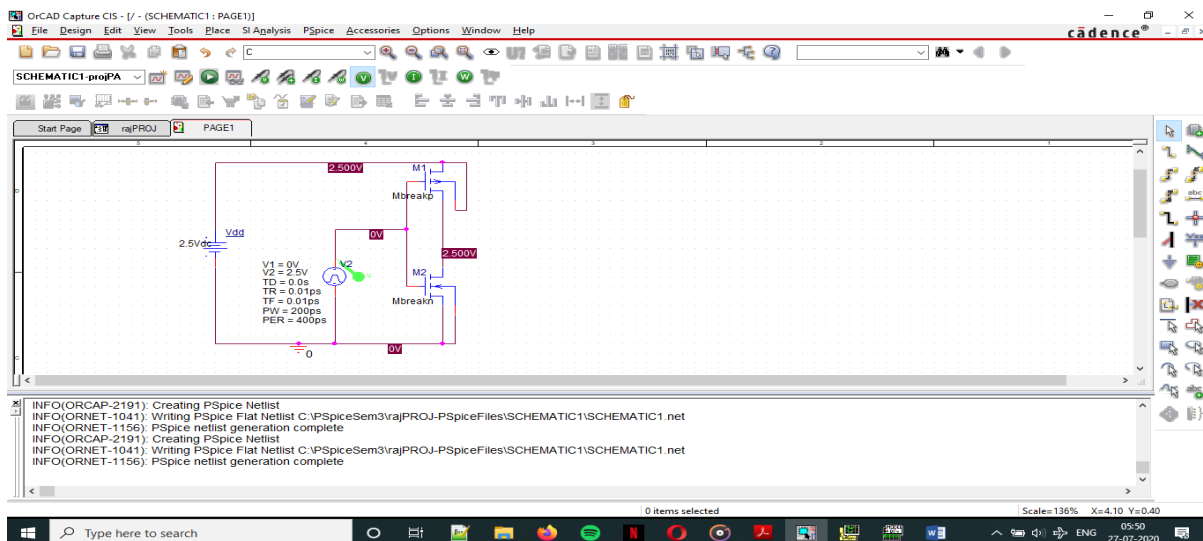 OrCAD Capture CIS - [/ - (SCHEMATIC1 : PAGE1)]
File Design Edit View Tools Place SI Analysis PSpice Accessories Options Window Help
cādence®
C
SCHEMATIC1-projPA
Start Page rajPROJ PAGE1
5 4 3 2 1
2.500V M1
Mbreakp
Vdd
2.5Vdc
0V
2.500V
V1 = 0V
V2 = 2.5V
TD = 0.0s
TR = 0.01ps
TF = 0.01ps
PW = 200ps
PER = 400ps
V2
M2
Mbreakn
0
0V
INFO(ORCAP-2191): Creating PSpice Netlist
INFO(ORNET-1041): Writing PSpice Flat Netlist C:\PSpiceSem3\rajPROJ-PSpiceFiles\SCHEMATIC1\SCHEMATIC1.net
INFO(ORNET-1156): PSpice netlist generation complete
INFO(ORCAP-2191): Creating PSpice Netlist
INFO(ORNET-1041): Writing PSpice Flat Netlist C:\PSpiceSem3\rajPROJ-PSpiceFiles\SCHEMATIC1\SCHEMATIC1.net
INFO(ORNET-1156): PSpice netlist generation complete
0 items selected Scale=136% X=4.10 Y=0.40
Type here to search
ENG
05:50
27-07-2020